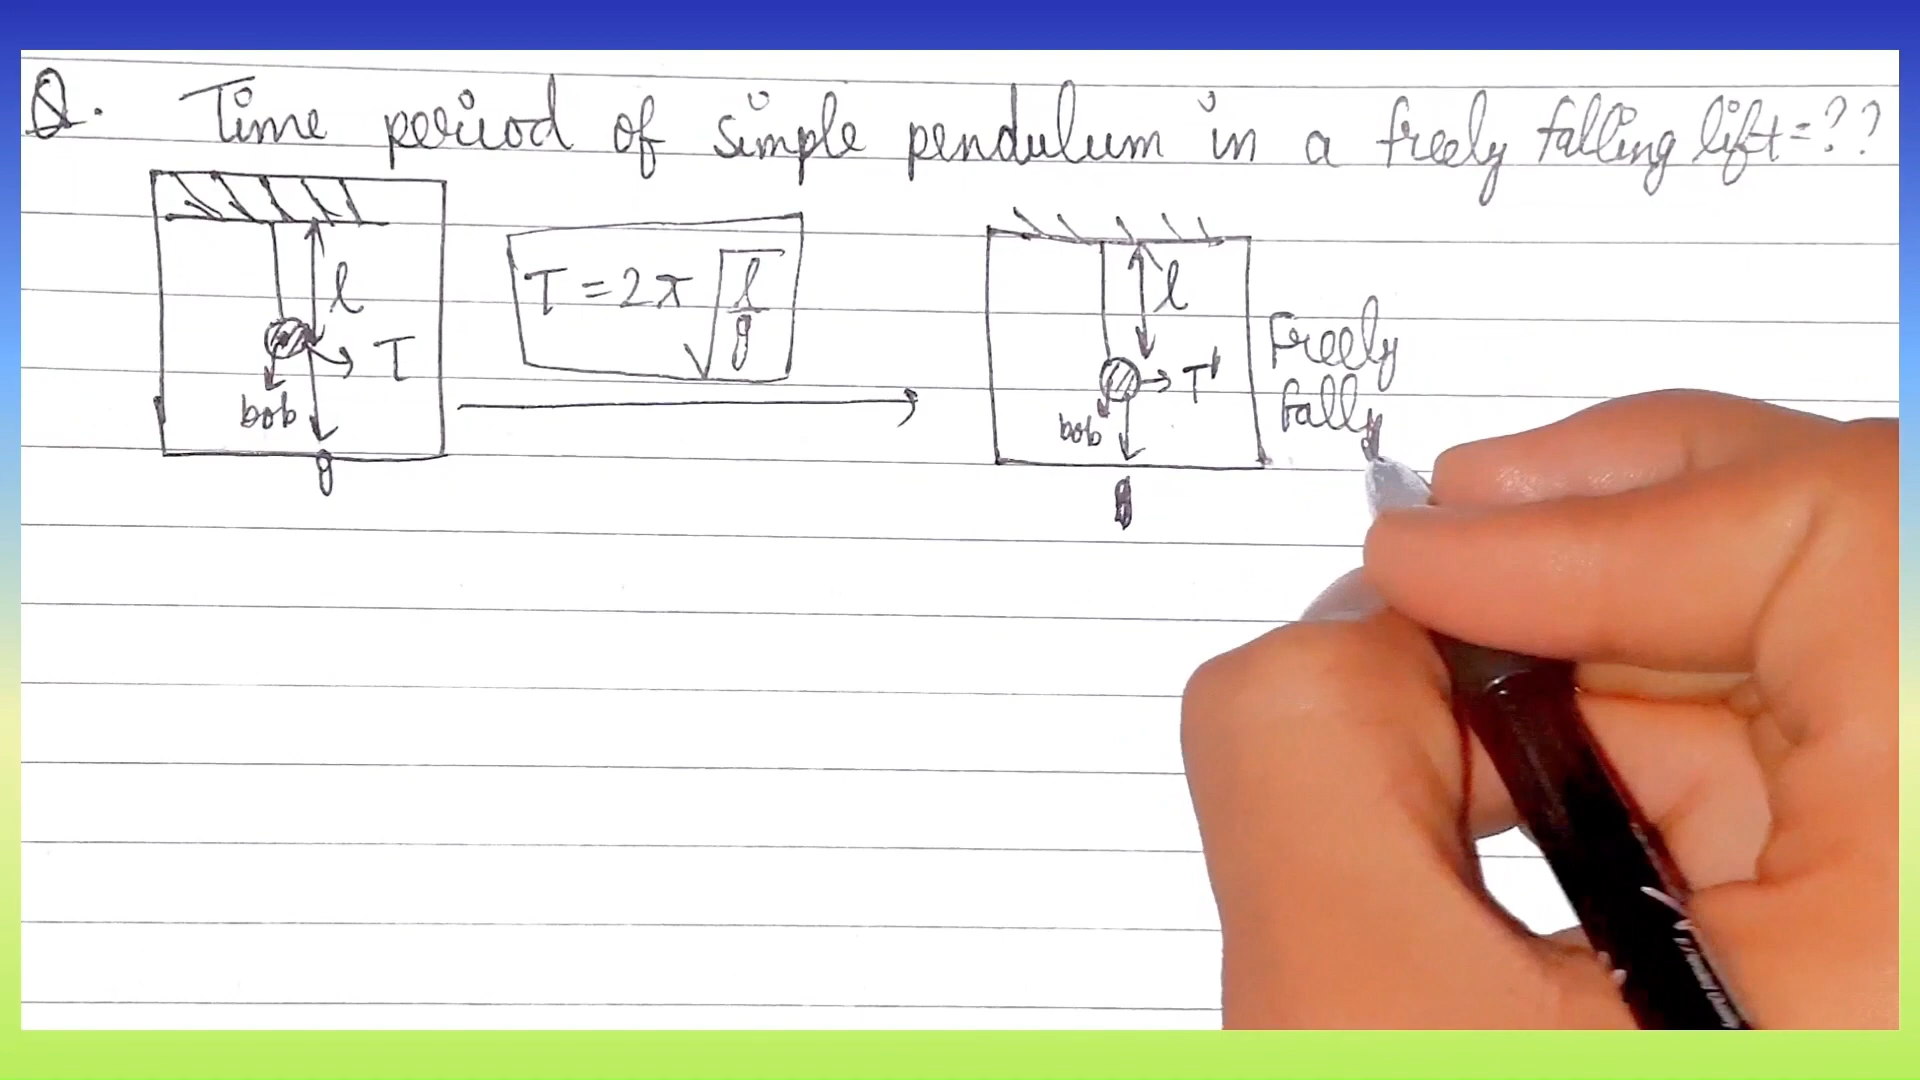 Q. Time period of simple pendulum in a freely falling lift=??
l
T
bob
g
T = 2π √l/g
l
T'
bob
g
Freely
fally